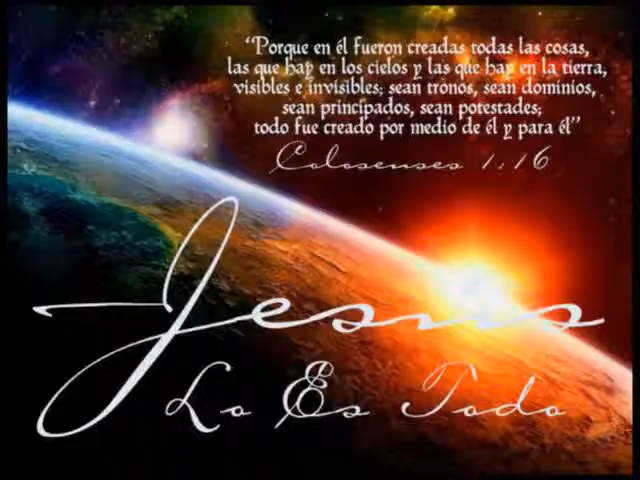 “Porque en él fueron creadas todas las cosas,
las que hay en los cielos y las que hay en la tierra,
visibles e invisibles; sean tronos, sean dominios,
sean principados, sean potestades;
todo fue creado por medio de él y para él”
Colosenses 1:16
Jesus
Lo Es Todo